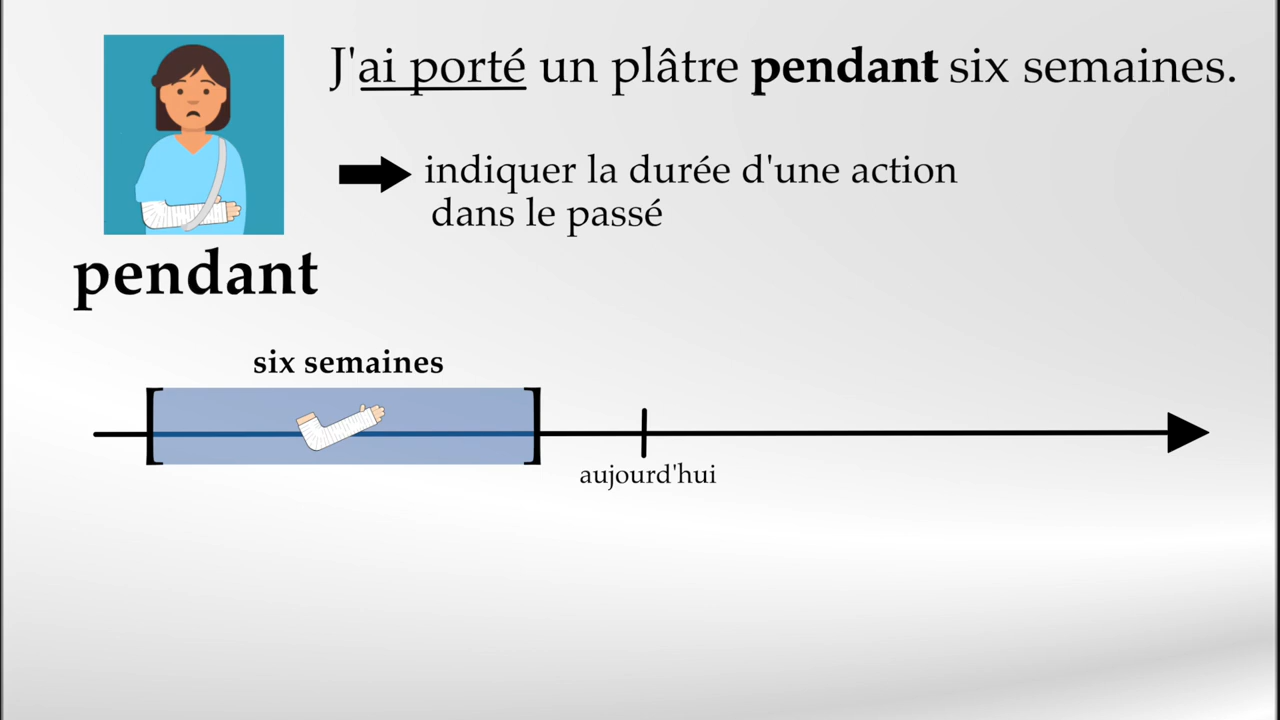 J'ai porté un plâtre pendant six semaines.
indiquer la durée d'une action
dans le passé
pendant
six semaines
aujourd'hui